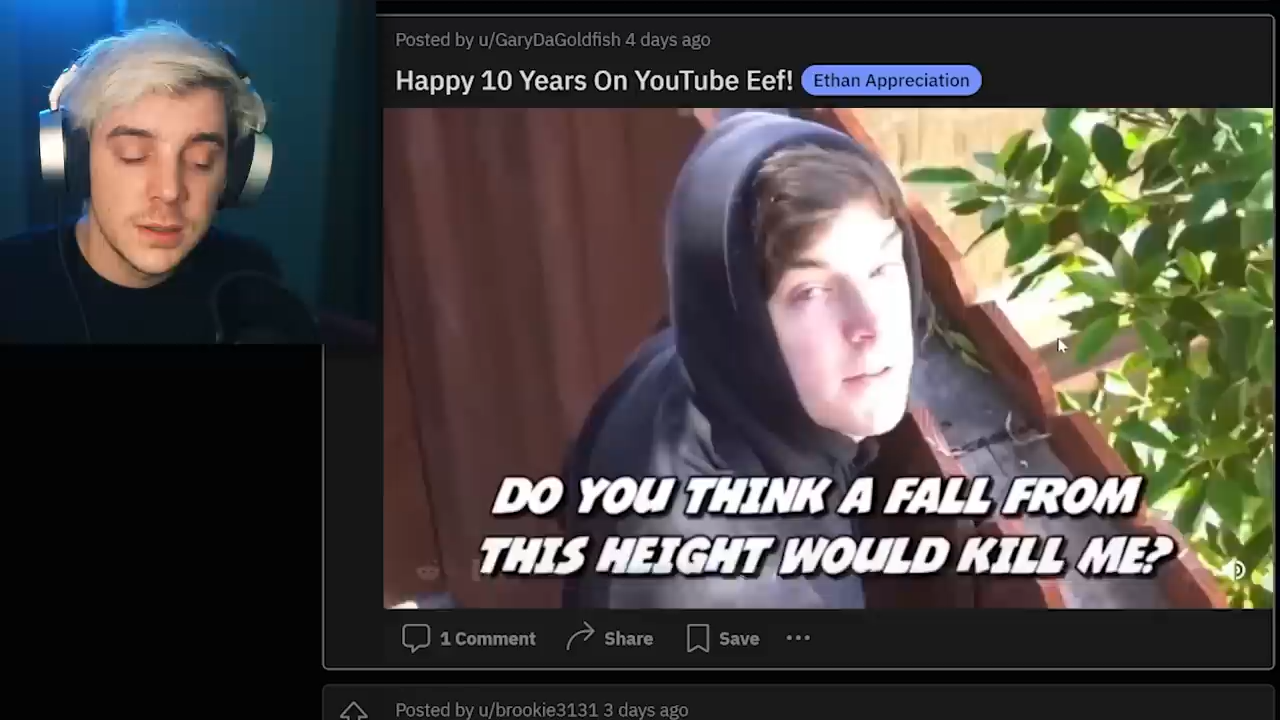 Posted by u/GaryDaGoldfish 4 days ago
Happy 10 Years On YouTube Eef! Ethan Appreciation
DO YOU THINK A FALL FROM
THIS HEIGHT WOULD KILL ME?
1 Comment Share Save
Posted by u/brookie3131 3 days ago